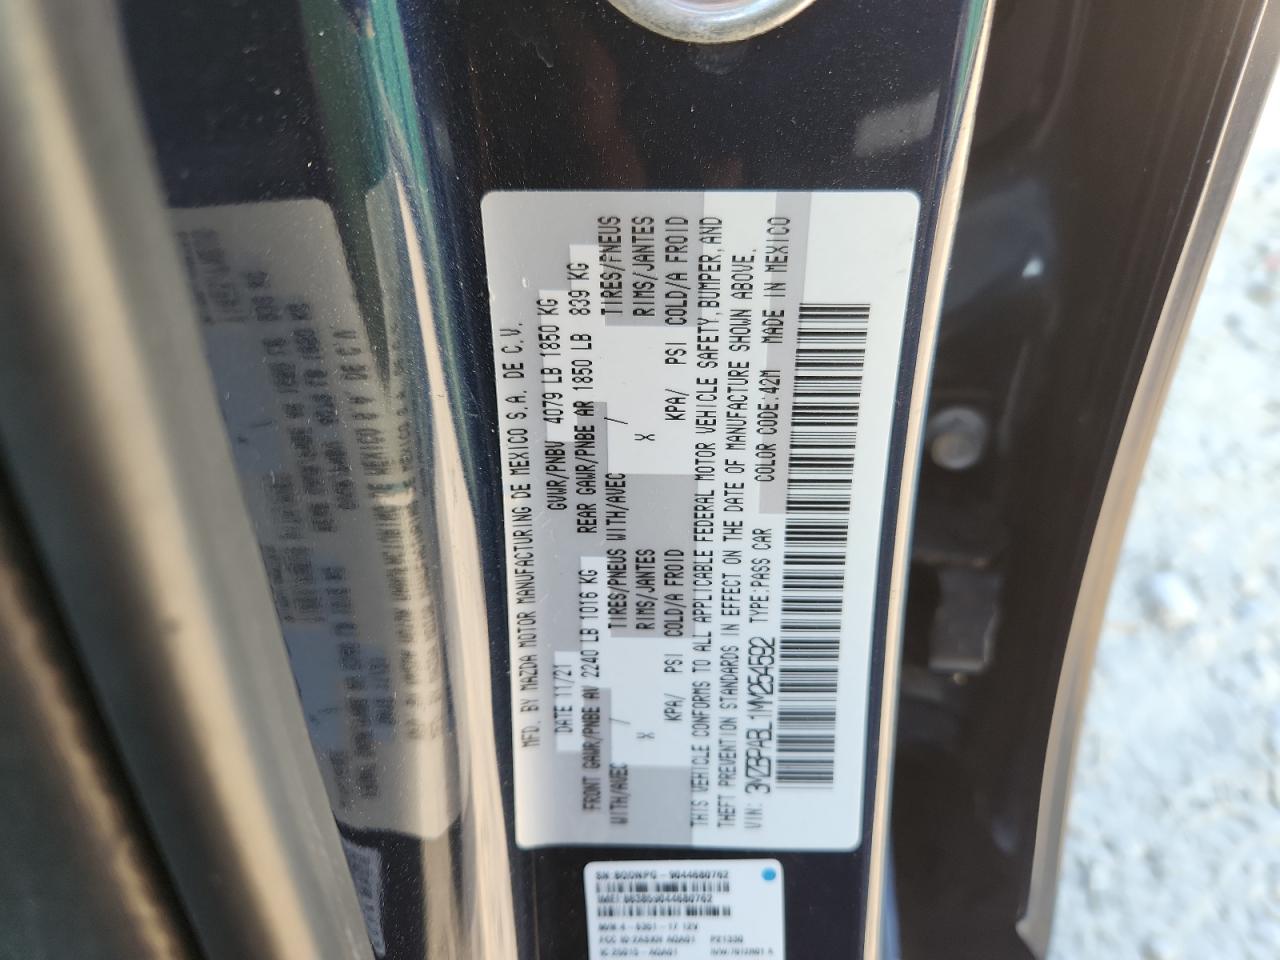 MFD. BY MAZDA MOTOR MANUFACTURING DE MEXICO S.A. DE C.V.
DATE 11/21 GVWR/PNBV 4079 LB 1850 KG
FRONT GAWR/PNBE AV 2240 LB 1016 KG REAR GAWR/PNBE AR 1850 LB 839 KG
WITH/AVEC / TIRES/PNEUS WITH/AVEC / TIRES/PNEUS
X RIMS/JANTES X RIMS/JANTES
KPA/ PSI COLD/A FROID KPA/ PSI COLD/A FROID
THIS VEHICLE CONFORMS TO ALL APPLICABLE FEDERAL MOTOR VEHICLE SAFETY, BUMPER, AND
THEFT PREVENTION STANDARDS IN EFFECT ON THE DATE OF MANUFACTURE SHOWN ABOVE.
VIN: 3MZBPABL1MM254592 TYPE:PASS CAR COLOR CODE:42M MADE IN MEXICO
9044680762